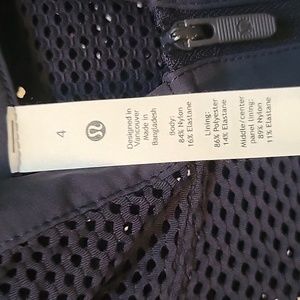 4
Designed in
Vancouver
Made in
Bangladesh
Body:
84% Nylon
16% Elastane
Lining:
86% Polyester
14% Elastane
Middle/center
panel lining:
89% Nylon
11% Elastane